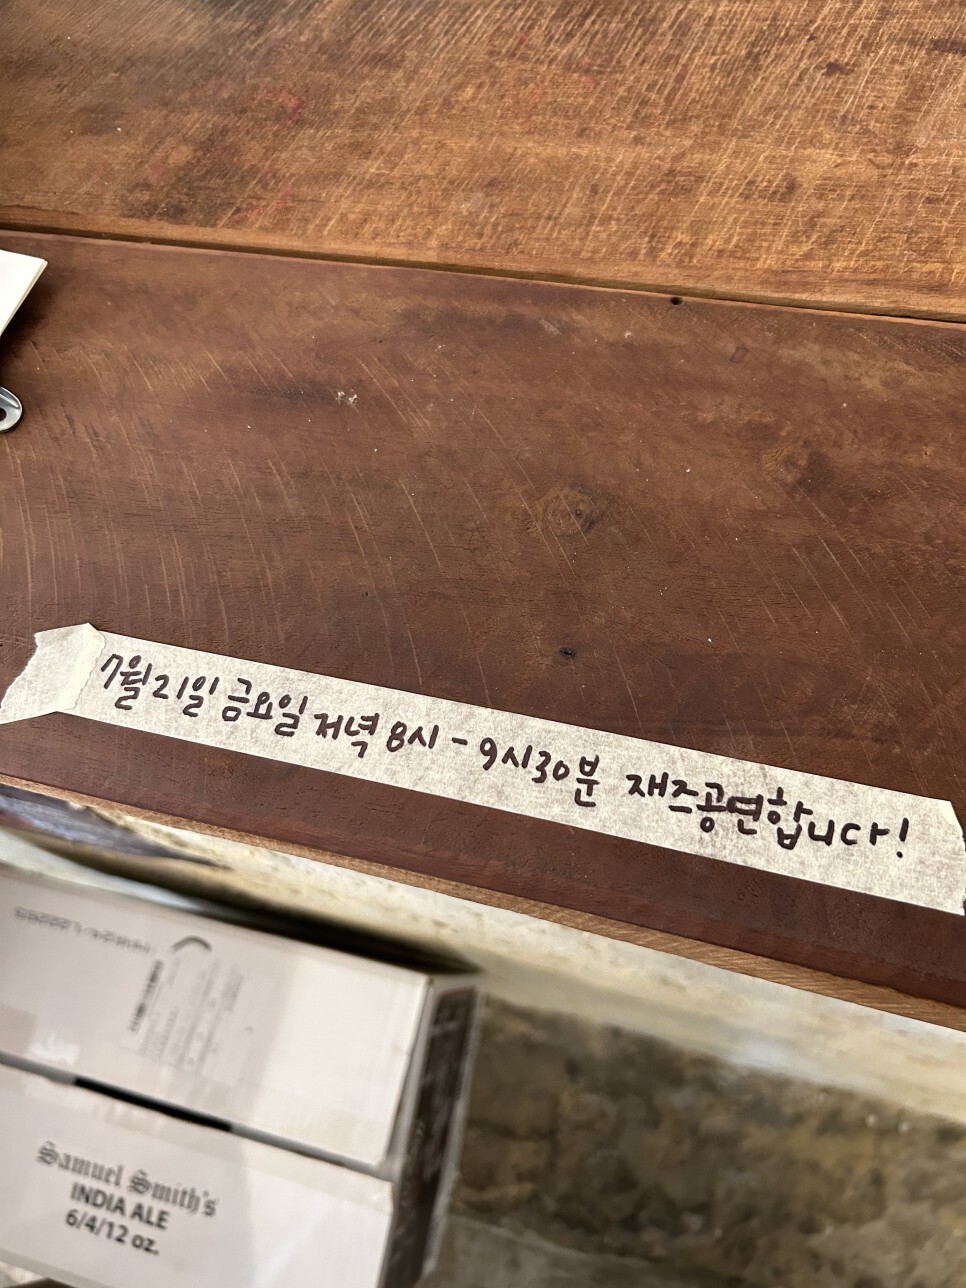 7월 21일 금요일 저녁 8시 - 9시30분 재즈공연합니다!
Samuel Smith's
INDIA ALE
6/4/12 oz.